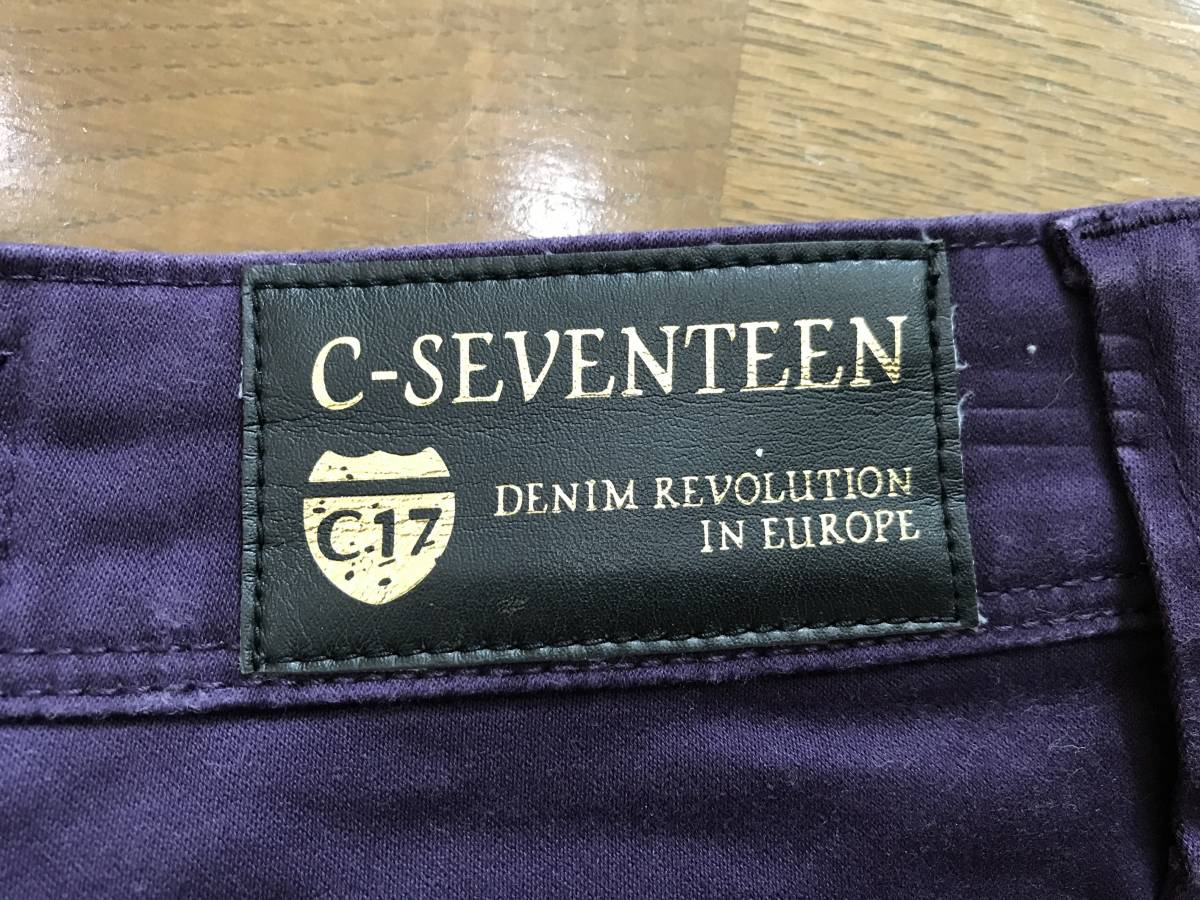 C-SEVENTEEN
C17
DENIM REVOLUTION
IN EUROPE